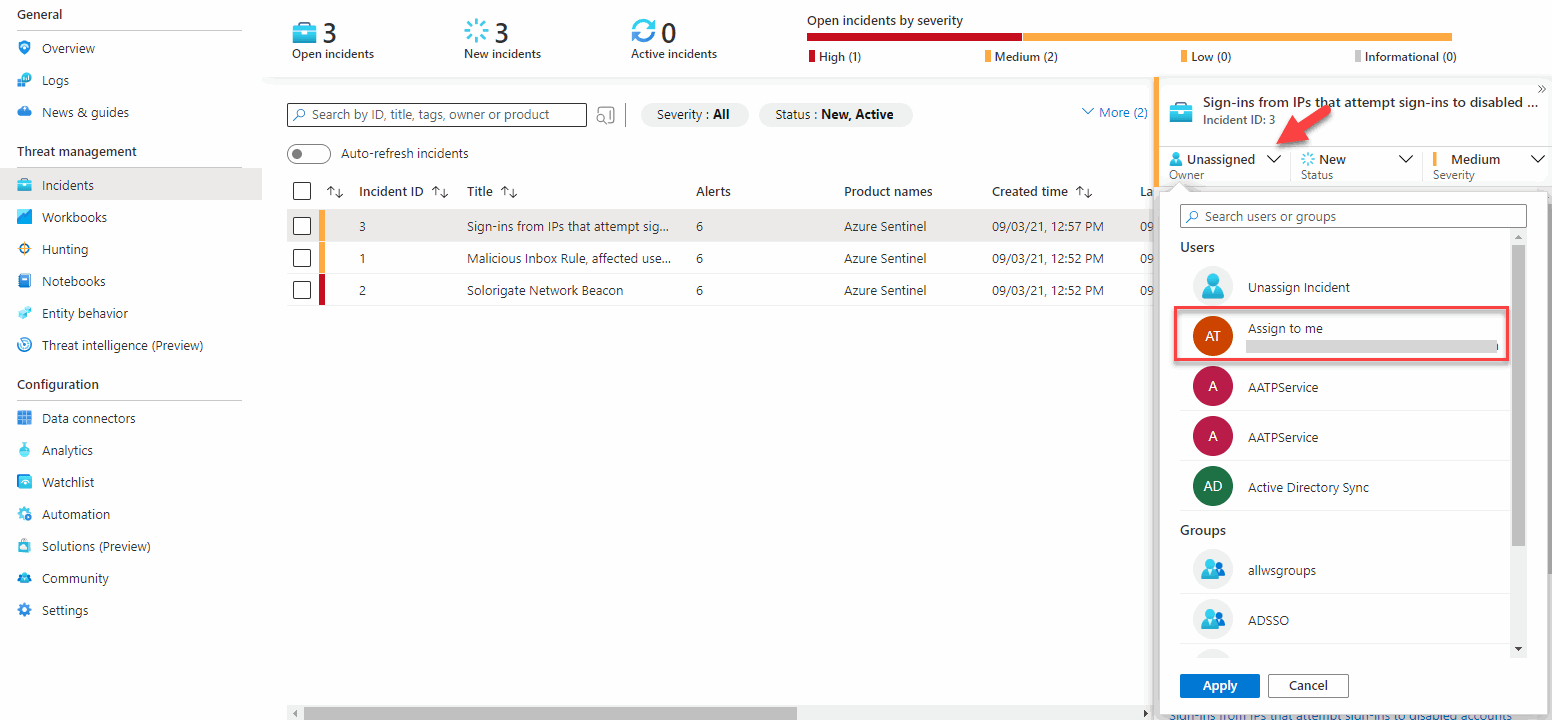 General
Overview
Logs
News & guides
Threat management
Incidents
Workbooks
Hunting
Notebooks
Entity behavior
Threat intelligence (Preview)
Configuration
Data connectors
Analytics
Watchlist
Automation
Solutions (Preview)
Community
Settings
3
Open incidents
3
New incidents
0
Active incidents
Open incidents by severity
High (1) Medium (2) Low (0) Informational (0)
Search by ID, title, tags, owner or product
Severity : All
Status : New, Active
More (2)
Auto-refresh incidents
Incident ID Title Alerts Product names Created time La
3 Sign-ins from IPs that attempt sig... 6 Azure Sentinel 09/03/21, 12:57 PM 09
1 Malicious Inbox Rule, affected use... 6 Azure Sentinel 09/03/21, 12:52 PM 09
2 Solorigate Network Beacon 6 Azure Sentinel 09/03/21, 12:52 PM 09
Sign-ins from IPs that attempt sign-ins to disabled ...
Incident ID: 3
Unassigned
Owner
New
Status
Medium
Severity
Search users or groups
Users
Unassign Incident
AT Assign to me
A AATPService
A AATPService
AD Active Directory Sync
Groups
allwsgroups
ADSSO
Apply Cancel
Sign-ins from IPs that attempt sign-ins to disabled accounts